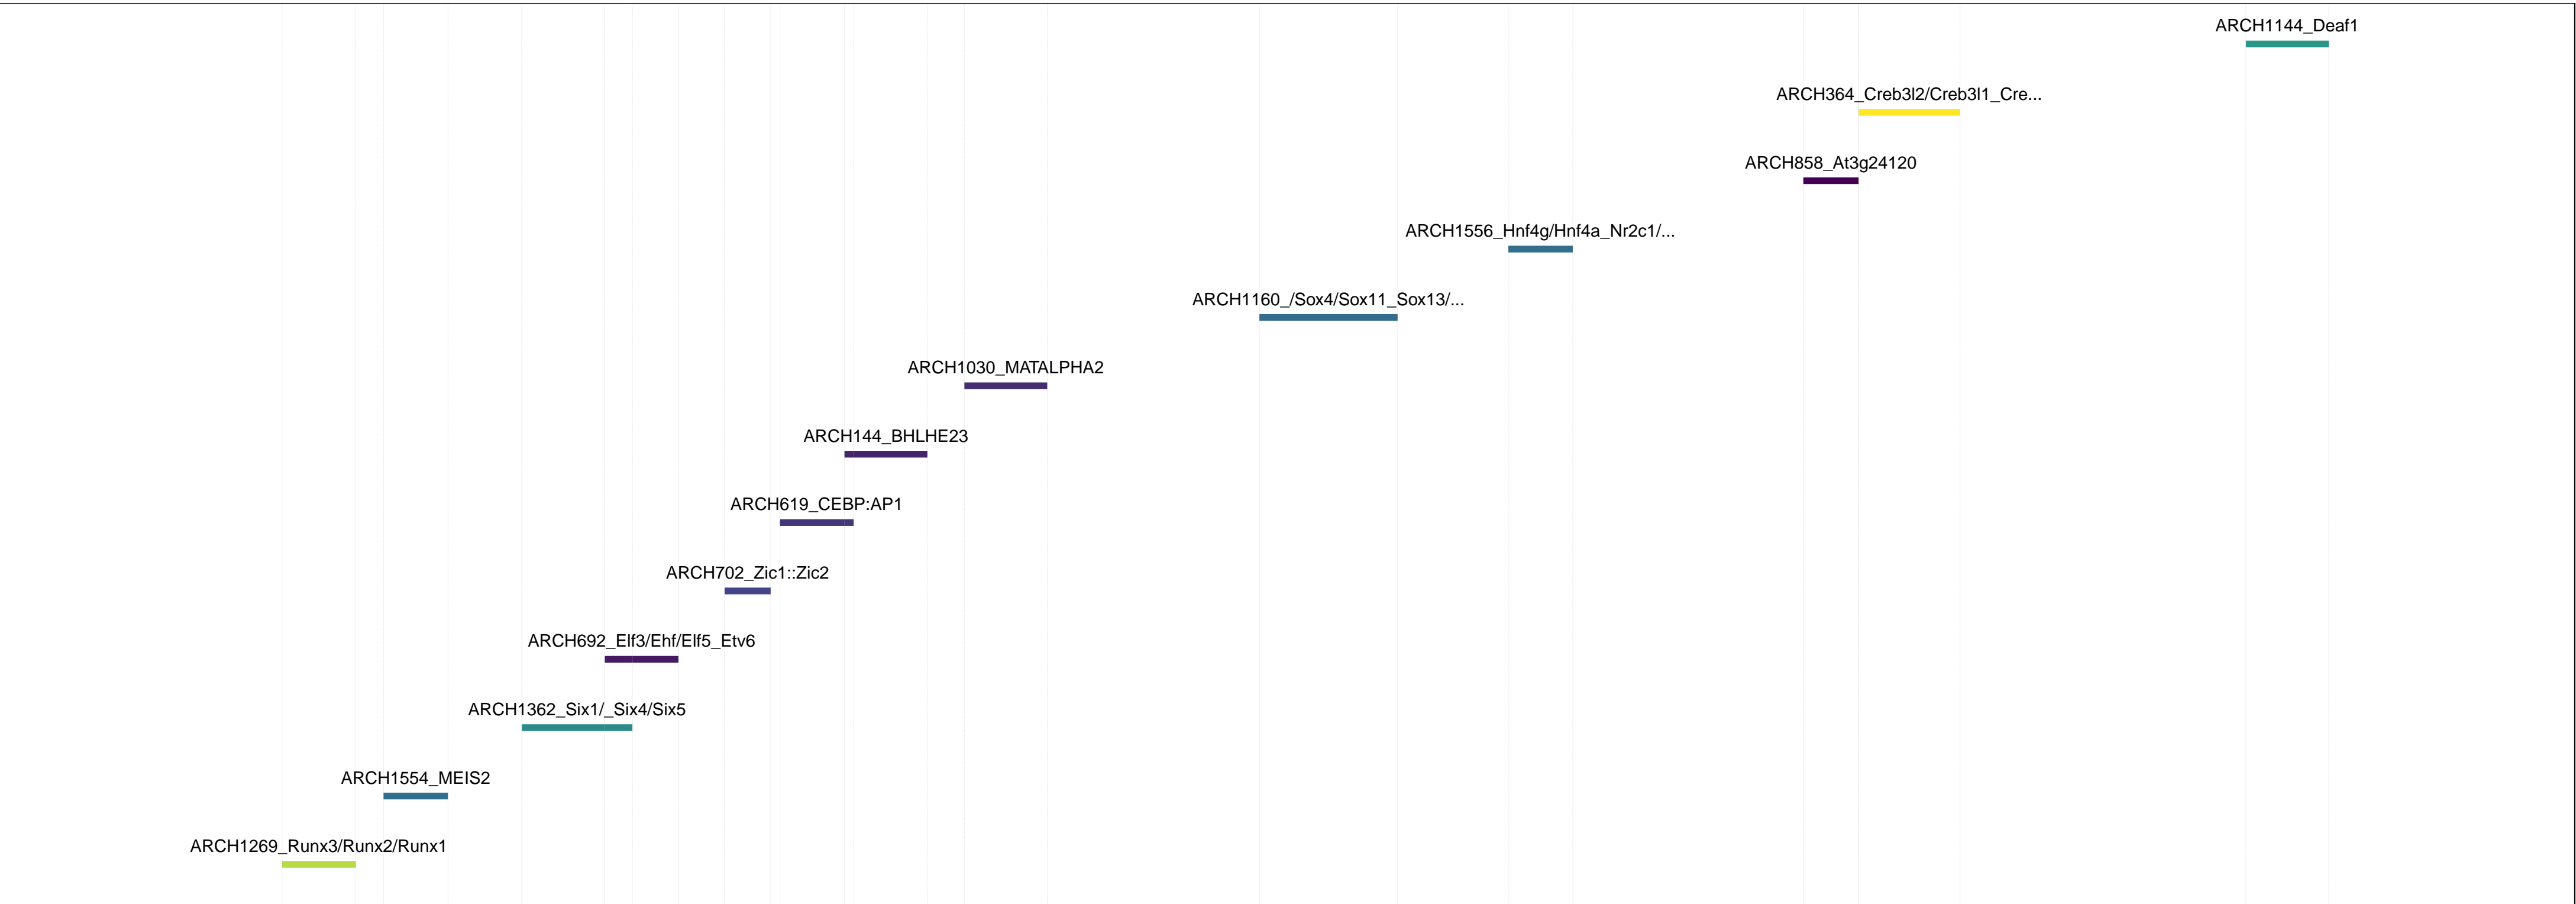 ARCH1144_Deaf1
ARCH364_Creb3l2/Creb3l1_Cre...
ARCH858_At3g24120
ARCH1556_Hnf4g/Hnf4a_Nr2c1/...
ARCH1160_/Sox4/Sox11_Sox13/...
ARCH1030_MATALPHA2
ARCH144_BHLHE23
ARCH619_CEBP:AP1
ARCH702_Zic1::Zic2
ARCH692_Elf3/Ehf/Elf5_Etv6
ARCH1362_Six1/_Six4/Six5
ARCH1554_MEIS2
ARCH1269_Runx3/Runx2/Runx1